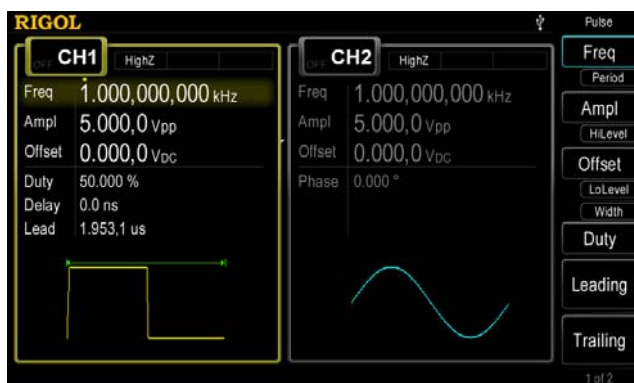 RIGOL
Pulse
OFF CH1 HighZ
Freq 1.000,000,000 kHz
Ampl 5.000,0 Vpp
Offset 0.000,0 VDC
Duty 50.000 %
Delay 0.0 ns
Lead 1.953,1 us
OFF CH2 HighZ
Freq 1.000,000,000 kHz
Ampl 5.000,0 Vpp
Offset 0.000,0 VDC
Phase 0.000 °
Freq
Period
Ampl
HiLevel
Offset
LoLevel
Width
Duty
Leading
Trailing
1 of 2